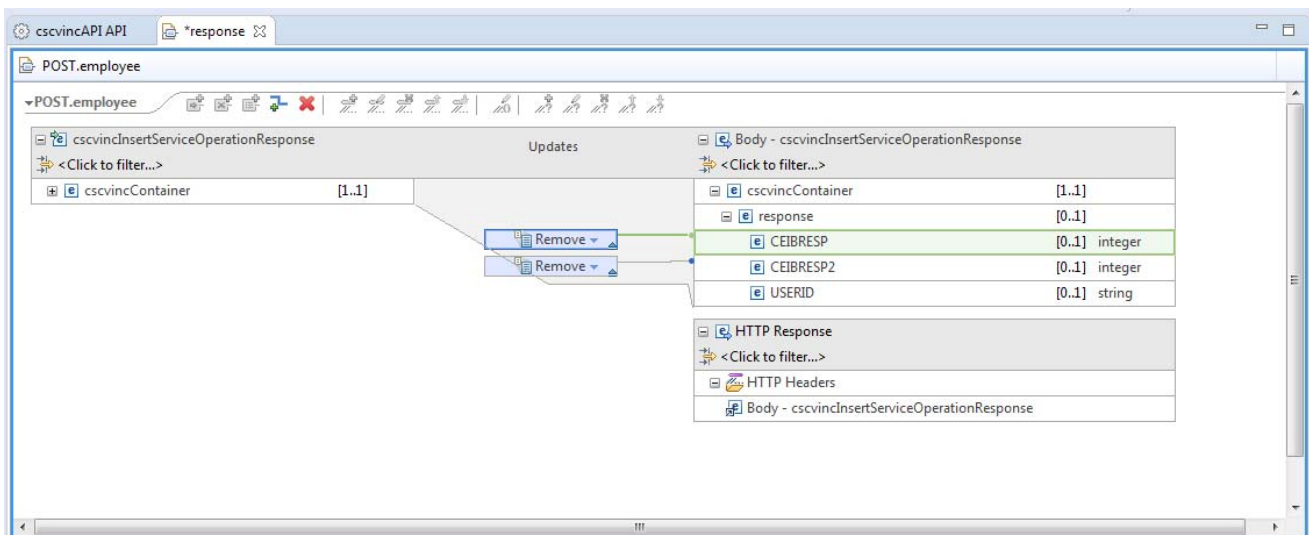 cscvincAPI API
*response
POST.employee
POST.employee
cscvincInsertServiceOperationResponse
<Click to filter...>
cscvincContainer [1..1]
Updates
Remove
Remove
Body - cscvincInsertServiceOperationResponse
<Click to filter...>
cscvincContainer [1..1]
response [0..1]
CEIBRESP [0..1] integer
CEIBRESP2 [0..1] integer
USERID [0..1] string
HTTP Response
<Click to filter...>
HTTP Headers
Body - cscvincInsertServiceOperationResponse